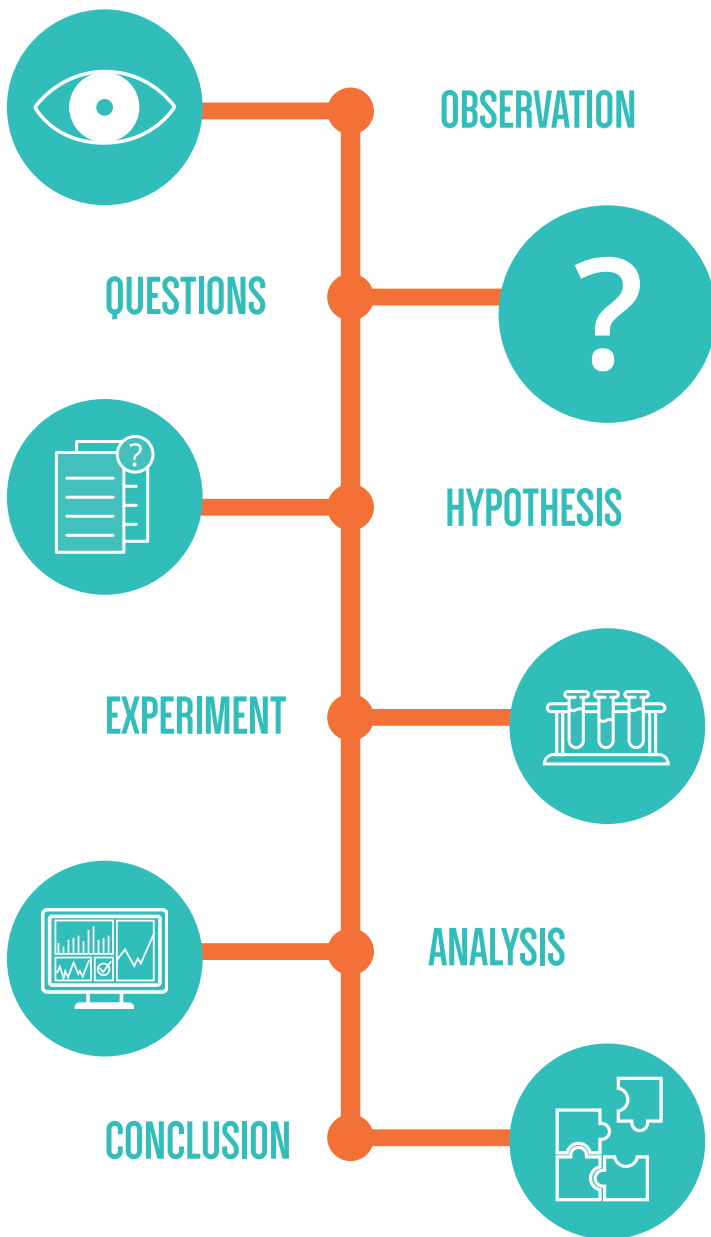 OBSERVATION
QUESTIONS
?
?
HYPOTHESIS
EXPERIMENT
ANALYSIS
CONCLUSION